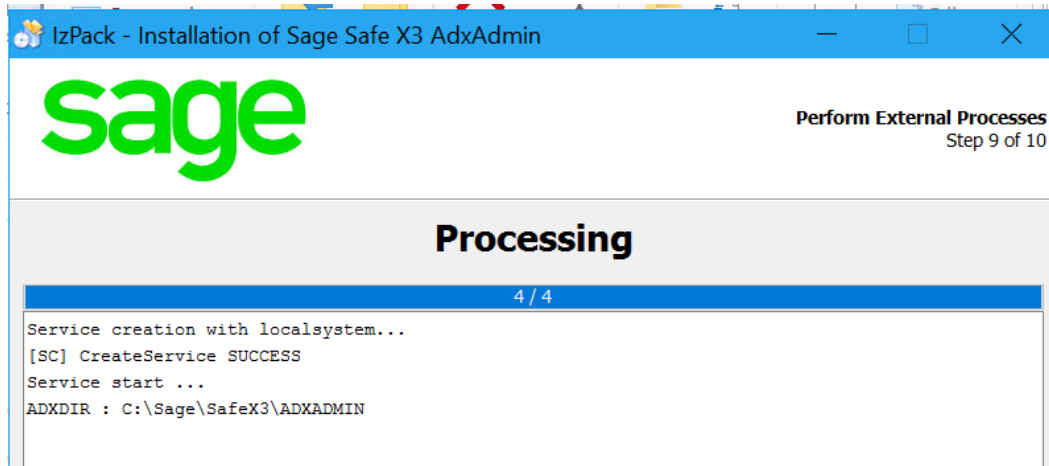 IzPack - Installation of Sage Safe X3 AdxAdmin
sage
Perform External Processes
Step 9 of 10
Processing
4 / 4
Service creation with localsystem...
[SC] CreateService SUCCESS
Service start ...
ADXDIR : C:\Sage\SafeX3\ADXADMIN